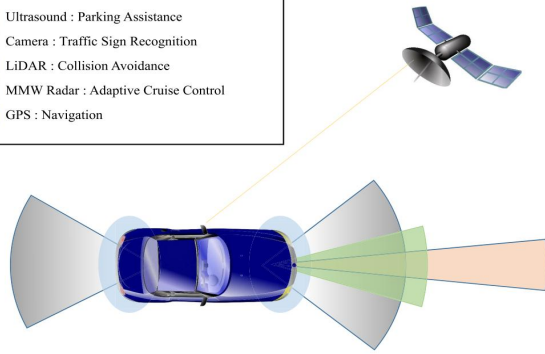 Ultrasound : Parking Assistance
Camera : Traffic Sign Recognition
LiDAR : Collision Avoidance
MMW Radar : Adaptive Cruise Control
GPS : Navigation